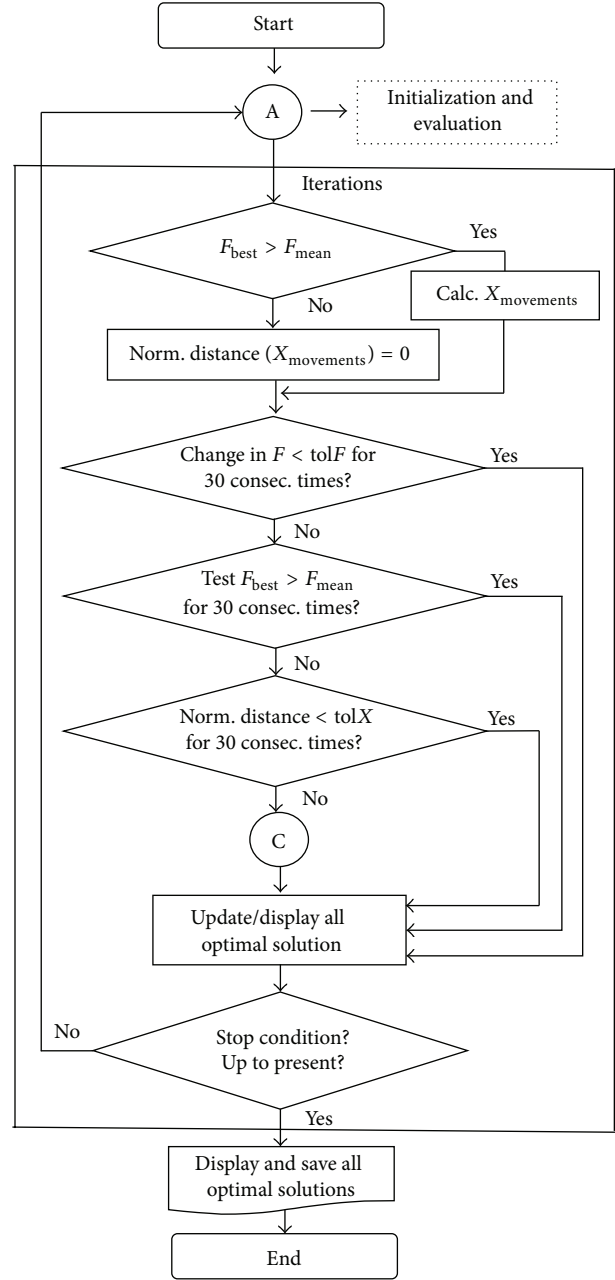 Start
A
Initialization and
evaluation
Iterations
F_best > F_mean
Yes
Calc. X_movements
No
Norm. distance (X_movements) = 0
Change in F < tolF for
30 consec. times?
Yes
No
Test F_best > F_mean
for 30 consec. times?
Yes
No
Norm. distance < tolX
for 30 consec. times?
Yes
No
C
Update/display all
optimal solution
No
Stop condition?
Up to present?
Yes
Display and save all
optimal solutions
End